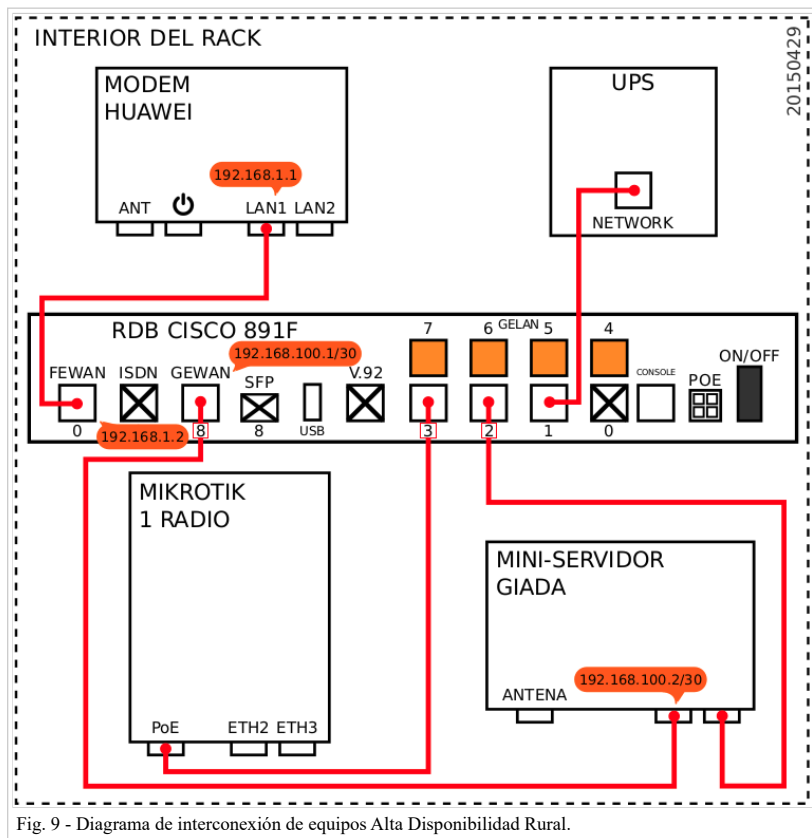 INTERIOR DEL RACK
20150429
MODEM
HUAWEI
UPS
192.168.1.1
ANT LAN1 LAN2
NETWORK
RDB CISCO 891F
7 6 GELAN 5 4
192.168.100.1/30
ON/OFF
FEWAN ISDN GEWAN SFP V.92 CONSOLE POE
0 192.168.1.2 8 8 USB 3 2 1 0
MIKROTIK
1 RADIO
MINI-SERVIDOR
GIADA
192.168.100.2/30
ANTENA
PoE ETH2 ETH3
Fig. 9 - Diagrama de interconexión de equipos Alta Disponibilidad Rural.